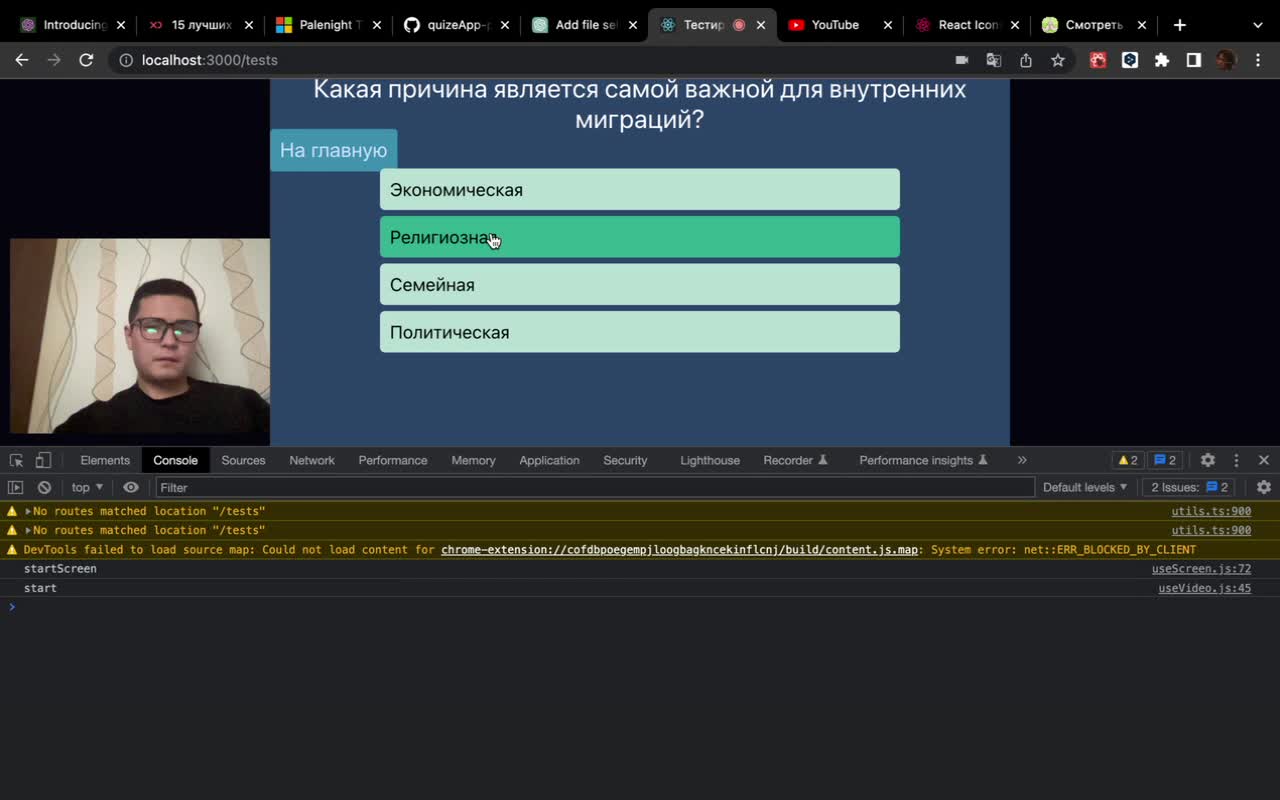 Introducing
15 лучших
Palenight T
quizeApp-p
Add file sel
Тестир
YouTube
React Icon
Смотреть
localhost:3000/tests
Какая причина является самой важной для внутренних
миграций?
На главную
Экономическая
Религиозная
Семейная
Политическая
Elements Console Sources Network Performance Memory Application Security Lighthouse Recorder Performance insights » 2 2
top Filter Default levels 2 Issues: 2
No routes matched location "/tests" utils.ts:900
No routes matched location "/tests" utils.ts:900
DevTools failed to load source map: Could not load content for chrome-extension://cofdbpoegempjloogbagkncekinflcnj/build/content.js.map: System error: net::ERR_BLOCKED_BY_CLIENT
startScreen useScreen.js:72
start useVideo.js:45